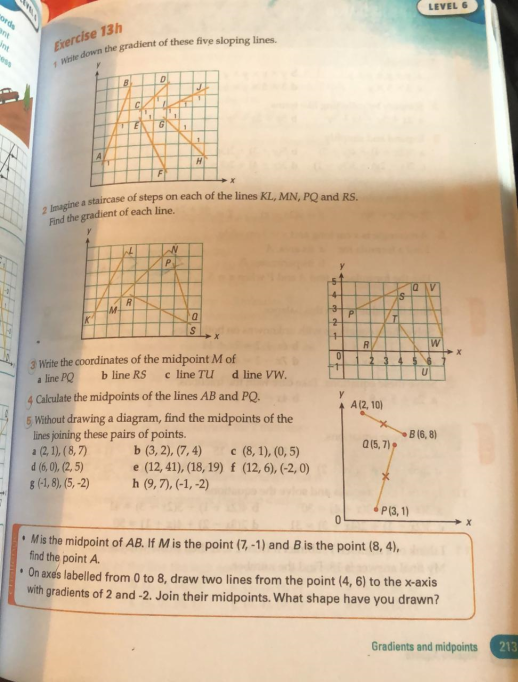 LEVEL 6
Exercise 13h
1 Write down the gradient of these five sloping lines.
y
B
D
C
E
G
A
H
F
x
2 Imagine a staircase of steps on each of the lines KL, MN, PQ and RS.
Find the gradient of each line.
y
L
N
P
R
M
K
Q
S
x
y
5
4
3
2
1
0
-1
1 2 3 4 5 6 7
P
Q
V
S
T
R
W
U
x
3 Write the coordinates of the midpoint M of
a line PQ b line RS c line TU d line VW.
4 Calculate the midpoints of the lines AB and PQ.
5 Without drawing a diagram, find the midpoints of the
lines joining these pairs of points.
a (2, 1), (8, 7) b (3, 2), (7, 4) c (8, 1), (0, 5)
d (6, 0), (2, 5) e (12, 41), (18, 19) f (12, 6), (-2, 0)
g (-1, 8), (5, -2) h (9, 7), (-1, -2)
y
A(2, 10)
B(6, 8)
Q(5, 7)
P(3, 1)
0
x
• M is the midpoint of AB. If M is the point (7, -1) and B is the point (8, 4),
find the point A.
• On axes labelled from 0 to 8, draw two lines from the point (4, 6) to the x-axis
with gradients of 2 and -2. Join their midpoints. What shape have you drawn?
Gradients and midpoints 213